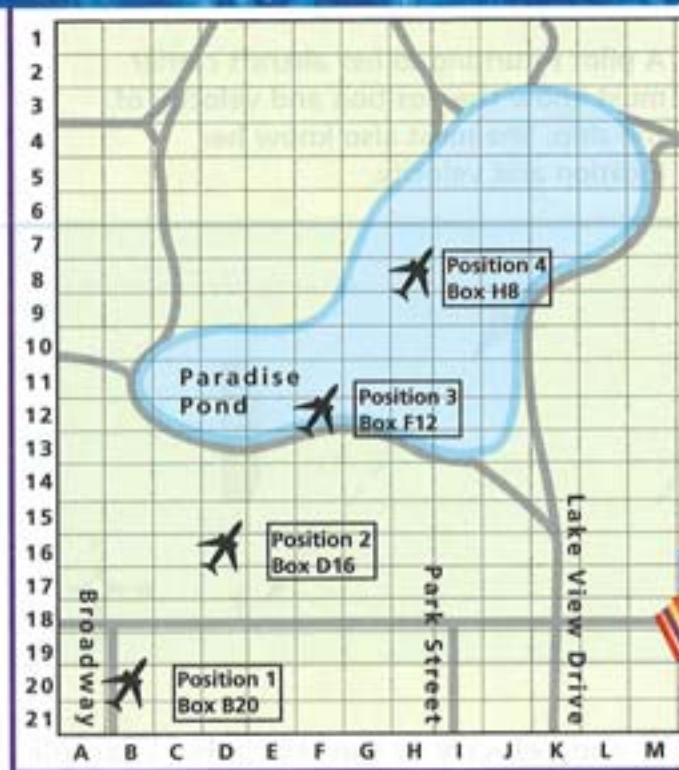 1
2
3
4
5
6
7
8
9
10
11
12
13
14
15
16
17
18
19
20
21
Position 4
Box H8
Paradise
Pond
Position 3
Box F12
Position 2
Box D16
Position 1
Box B20
Broadway
Park Street
Lake View Drive
A B C D E F G H I J K L M